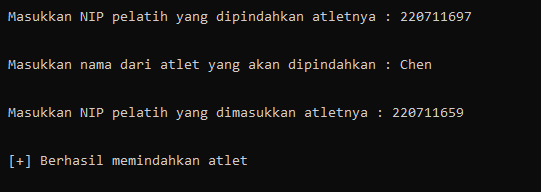 Masukkan NIP pelatih yang dipindahkan atletnya : 220711697
Masukkan nama dari atlet yang akan dipindahkan : Chen
Masukkan NIP pelatih yang dimasukkan atletnya : 220711659
[+] Berhasil memindahkan atlet